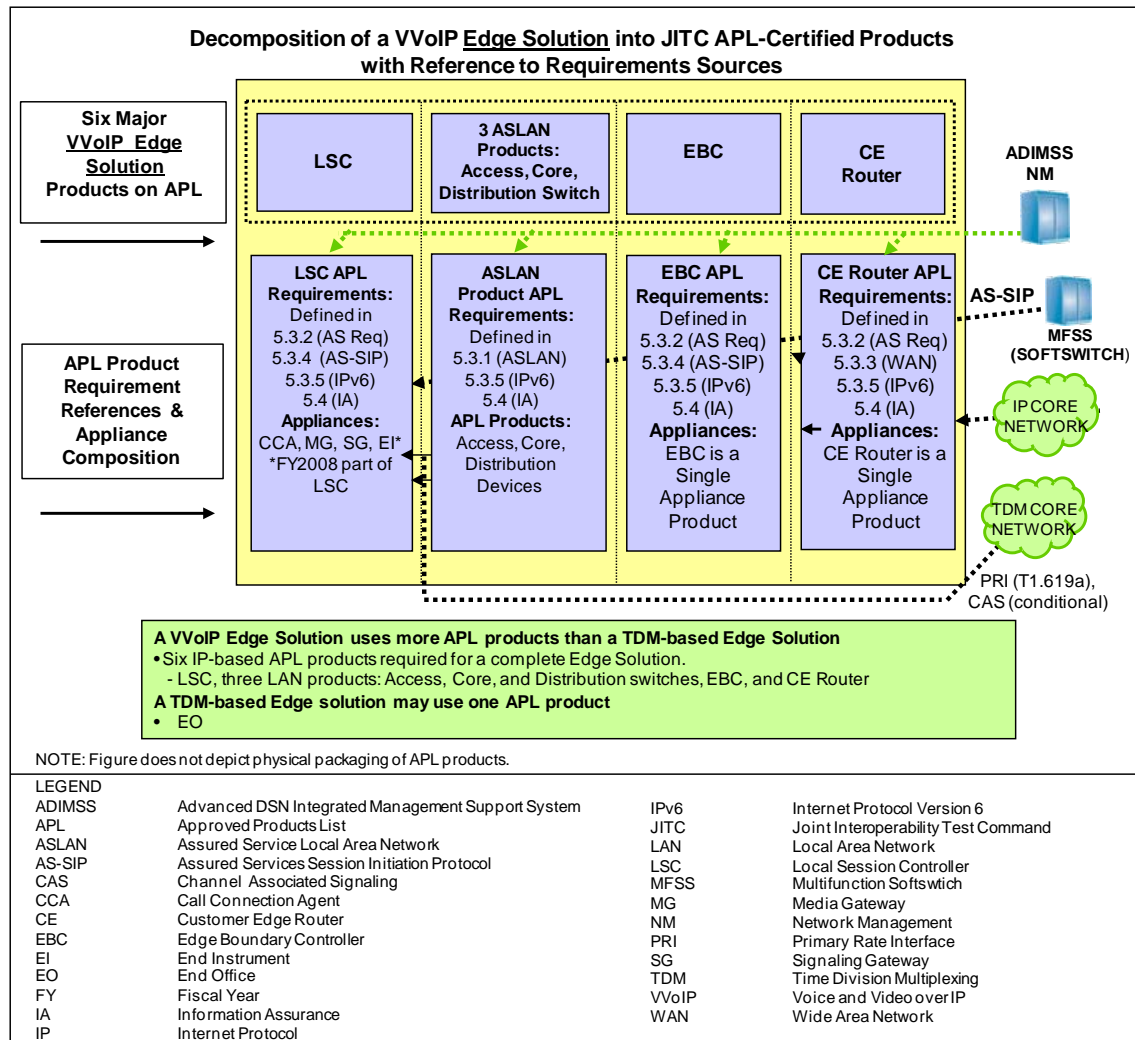 Decomposition of a VVoIP Edge Solution into JITC APL-Certified Products
with Reference to Requirements Sources
Six Major
VVoIP Edge
Solution
Products on APL
LSC
3 ASLAN
Products:
Access, Core,
Distribution Switch
EBC
CE
Router
ADIMSS
NM
APL Product
Requirement
References &
Appliance
Composition
LSC APL
Requirements:
Defined in
5.3.2 (AS Req)
5.3.4 (AS-SIP)
5.3.5 (IPv6)
5.4 (IA)
Appliances:
CCA, MG, SG, EI*
*FY2008 part of
LSC
ASLAN
Product APL
Requirements:
Defined in
5.3.1 (ASLAN)
5.3.5 (IPv6)
5.4 (IA)
APL Products:
Access, Core,
Distribution
Devices
EBC APL
Requirements:
Defined in
5.3.2 (AS Req)
5.3.4 (AS-SIP)
5.3.5 (IPv6)
5.4 (IA)
Appliances:
EBC is a
Single
Appliance
Product
CE Router APL
Requirements:
Defined in
5.3.2 (AS Req)
5.3.3 (WAN)
5.3.5 (IPv6)
5.4 (IA)
Appliances:
CE Router is a
Single
Appliance
Product
AS-SIP
MFSS
(SOFTSWITCH)
IP CORE
NETWORK
TDM CORE
NETWORK
PRI (T1.619a),
CAS (conditional)
A VVoIP Edge Solution uses more APL products than a TDM-based Edge Solution
• Six IP-based APL products required for a complete Edge Solution.
- LSC, three LAN products: Access, Core, and Distribution switches, EBC, and CE Router
A TDM-based Edge solution may use one APL product
• EO
NOTE: Figure does not depict physical packaging of APL products.
LEGEND
ADIMSS Advanced DSN Integrated Management Support System
APL Approved Products List
ASLAN Assured Service Local Area Network
AS-SIP Assured Services Session Initiation Protocol
CAS Channel Associated Signaling
CCA Call Connection Agent
CE Customer Edge Router
EBC Edge Boundary Controller
EI End Instrument
EO End Office
FY Fiscal Year
IA Information Assurance
IP Internet Protocol
IPv6 Internet Protocol Version 6
JITC Joint Interoperability Test Command
LAN Local Area Network
LSC Local Session Controller
MFSS Multifunction Softswtich
MG Media Gateway
NM Network Management
PRI Primary Rate Interface
SG Signaling Gateway
TDM Time Division Multiplexing
VVoIP Voice and Video over IP
WAN Wide Area Network